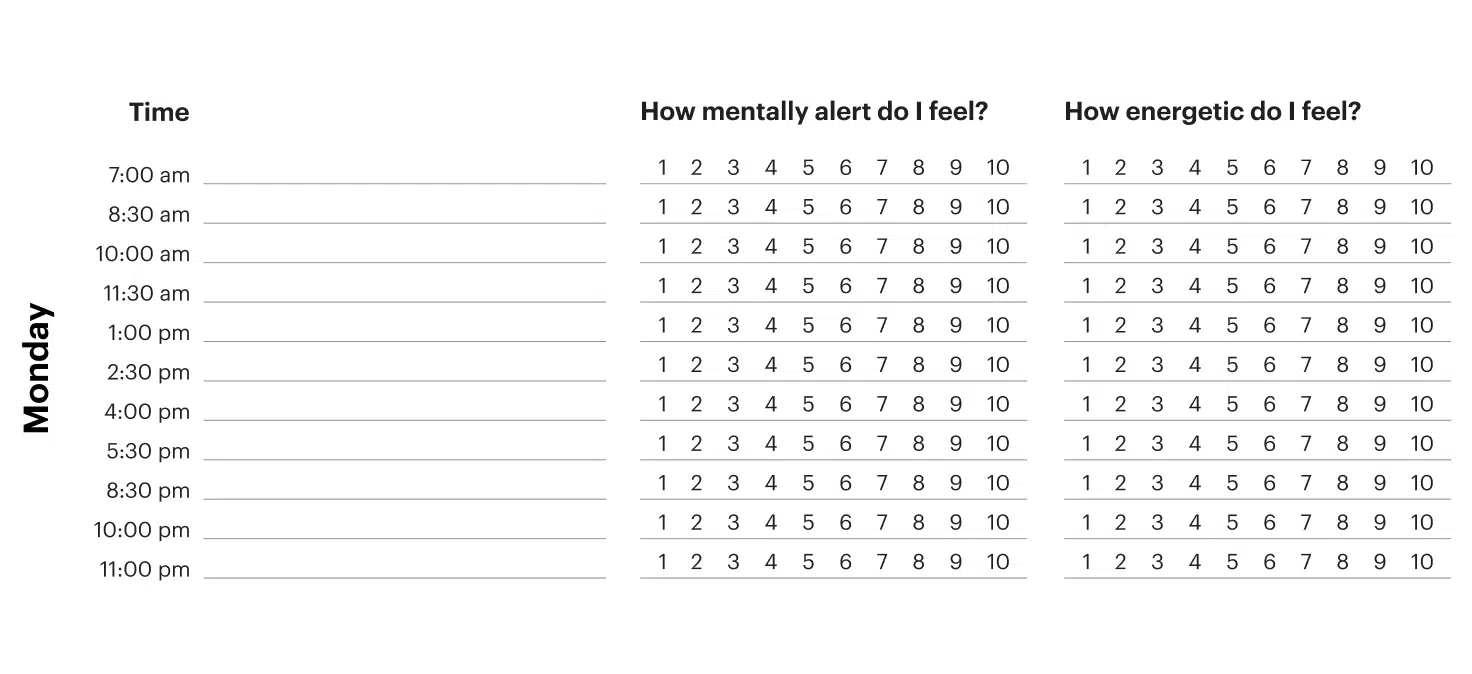 Time How mentally alert do I feel? How energetic do I feel?
7:00 am 1 2 3 4 5 6 7 8 9 10 1 2 3 4 5 6 7 8 9 10
8:30 am 1 2 3 4 5 6 7 8 9 10 1 2 3 4 5 6 7 8 9 10
10:00 am 1 2 3 4 5 6 7 8 9 10 1 2 3 4 5 6 7 8 9 10
11:30 am 1 2 3 4 5 6 7 8 9 10 1 2 3 4 5 6 7 8 9 10
1:00 pm 1 2 3 4 5 6 7 8 9 10 1 2 3 4 5 6 7 8 9 10
2:30 pm 1 2 3 4 5 6 7 8 9 10 1 2 3 4 5 6 7 8 9 10
4:00 pm 1 2 3 4 5 6 7 8 9 10 1 2 3 4 5 6 7 8 9 10
5:30 pm 1 2 3 4 5 6 7 8 9 10 1 2 3 4 5 6 7 8 9 10
8:30 pm 1 2 3 4 5 6 7 8 9 10 1 2 3 4 5 6 7 8 9 10
10:00 pm 1 2 3 4 5 6 7 8 9 10 1 2 3 4 5 6 7 8 9 10
11:00 pm 1 2 3 4 5 6 7 8 9 10 1 2 3 4 5 6 7 8 9 10
Monday